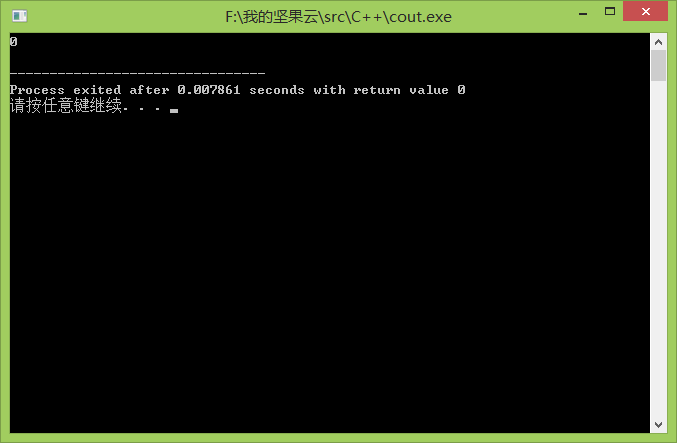 F:\我的坚果云\src\C++\cout.exe
0
--------------------------------
Process exited after 0.007861 seconds with return value 0
请按任意键继续. . .